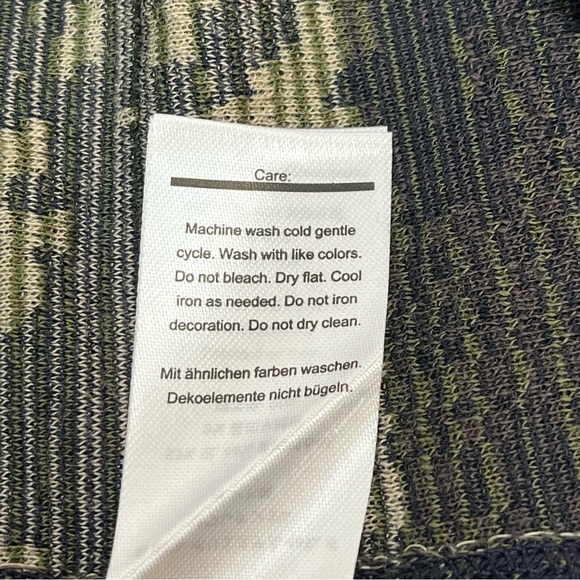 Care:
Machine wash cold gentle
cycle. Wash with like colors.
Do not bleach. Dry flat. Cool
iron as needed. Do not iron
decoration. Do not dry clean.
Mit ähnlichen farben waschen.
Dekoelemente nicht bügeln.